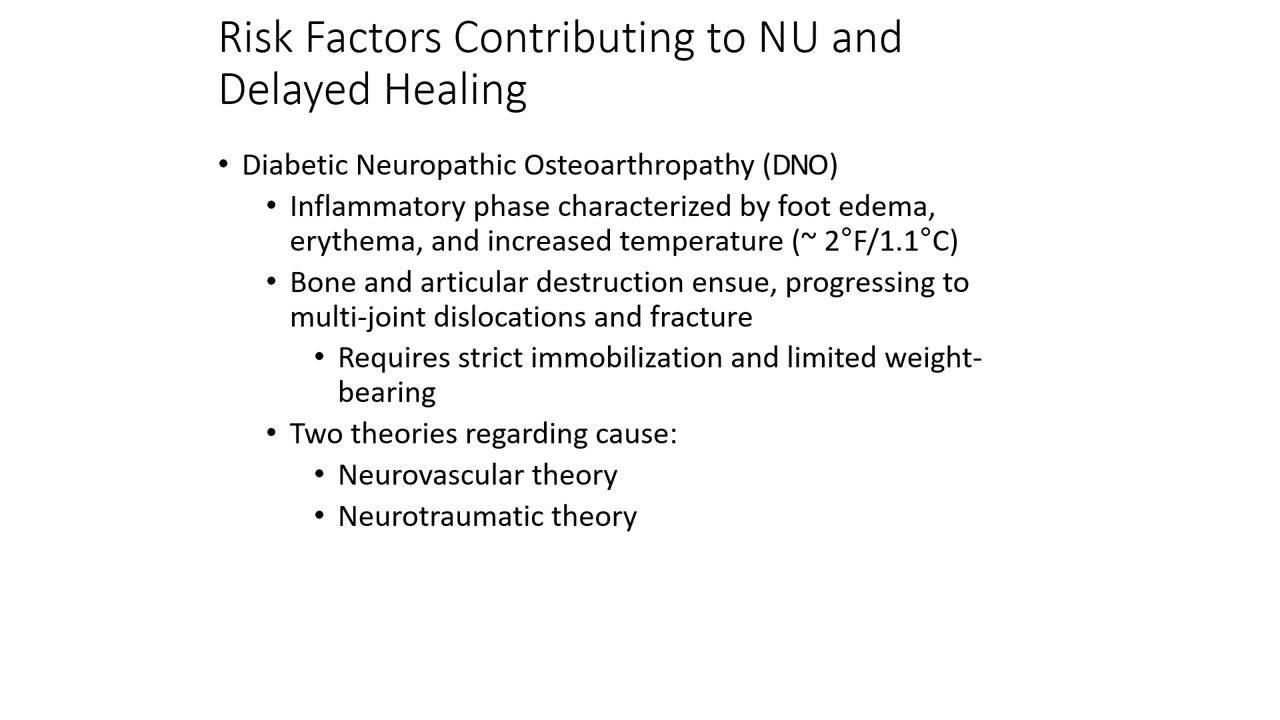 Risk Factors Contributing to NU and
Delayed Healing
• Diabetic Neuropathic Osteoarthropathy (DNO)
• Inflammatory phase characterized by foot edema,
erythema, and increased temperature (~ 2°F/1.1°C)
• Bone and articular destruction ensue, progressing to
multi-joint dislocations and fracture
• Requires strict immobilization and limited weight-
bearing
• Two theories regarding cause:
• Neurovascular theory
• Neurotraumatic theory